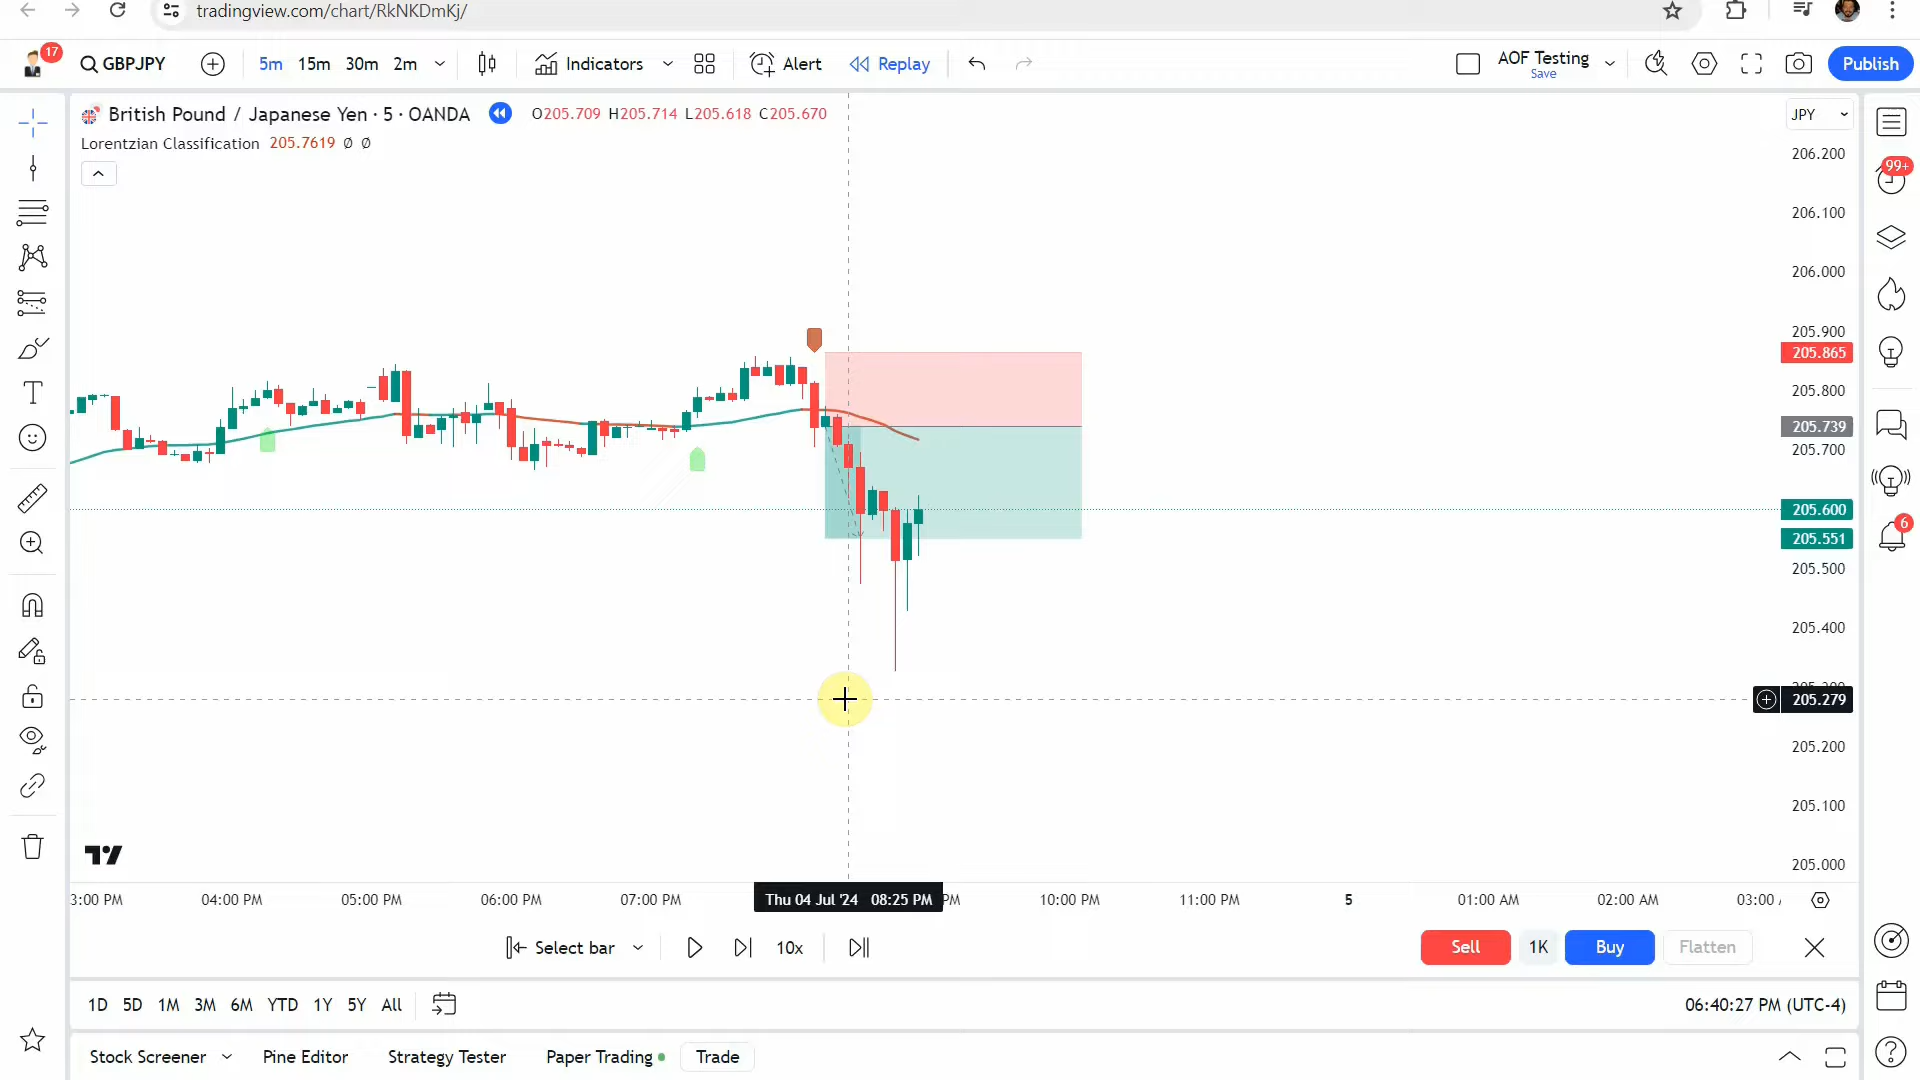 tradingview.com/chart/RkNKDmKj/
17
GBPJPY
5m 15m 30m 2m
Indicators
Alert
Replay
AOF Testing
Save
Publish
British Pound / Japanese Yen · 5 · OANDA
O205.709 H205.714 L205.618 C205.670
Lorentzian Classification 205.7619 Ø Ø
JPY
99+
206.200
206.100
206.000
205.900
205.865
205.800
205.739
205.700
205.600
205.551
6
205.500
205.400
205.279
205.200
205.100
205.000
3:00 PM 04:00 PM 05:00 PM 06:00 PM 07:00 PM Thu 04 Jul '24 08:25 PM PM 10:00 PM 11:00 PM 5 01:00 AM 02:00 AM 03:00
Select bar
10x
Sell 1K Buy Flatten
1D 5D 1M 3M 6M YTD 1Y 5Y All
06:40:27 PM (UTC-4)
Stock Screener Pine Editor Strategy Tester Paper Trading Trade